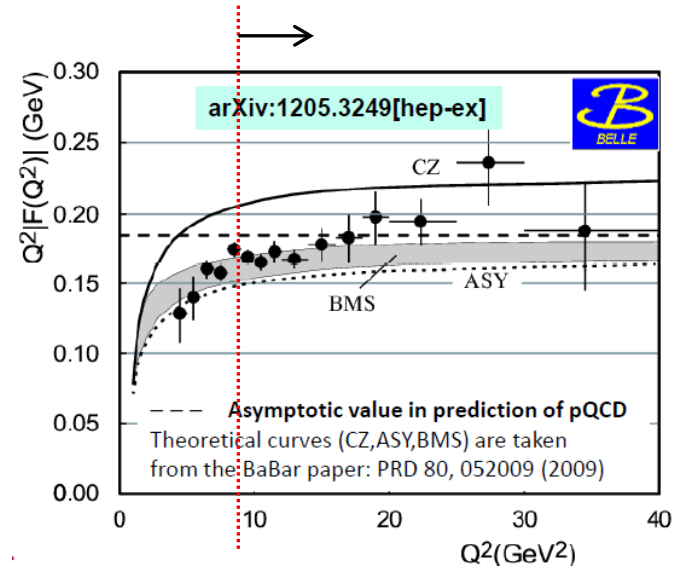 Q²|F(Q²)| (GeV)
0.30
0.25
0.20
0.15
0.10
0.05
0.00
arXiv:1205.3249[hep-ex]
B
BELLE
CZ
BMS
ASY
--- Asymptotic value in prediction of pQCD
Theoretical curves (CZ,ASY,BMS) are taken
from the BaBar paper: PRD 80, 052009 (2009)
0 10 20 30 40
Q²(GeV²)